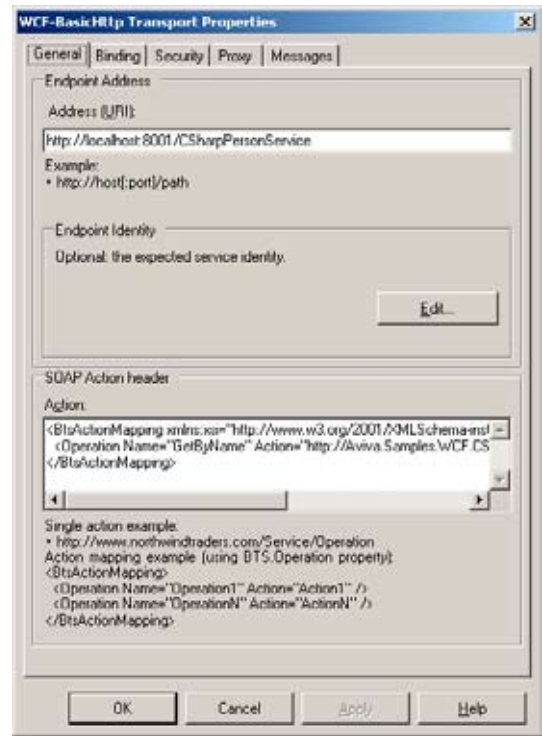 WCF-BasicHttp Transport Properties
General Binding Security Proxy Messages
Endpoint Address
Address (URI):
http://localhost:8001/CSharpPersonService
Example:
• http://host[:port]/path
Endpoint Identity
Optional: the expected service identity.
Edit...
SOAP Action header
Action:
<BtsActionMapping xmlns:xsi="http://www.w3.org/2001/XMLSchema-inst
<Operation Name="GetByName" Action="http://Aviva.Samples.WCF.CS
</BtsActionMapping>
Single action example:
• http://www.northwindtraders.com/Service/Operation
Action mapping example (using BTS.Operation property):
<BtsActionMapping>
<Operation Name="Operation1" Action="Action1" />
<Operation Name="OperationN" Action="ActionN" />
</BtsActionMapping>
OK Cancel Apply Help